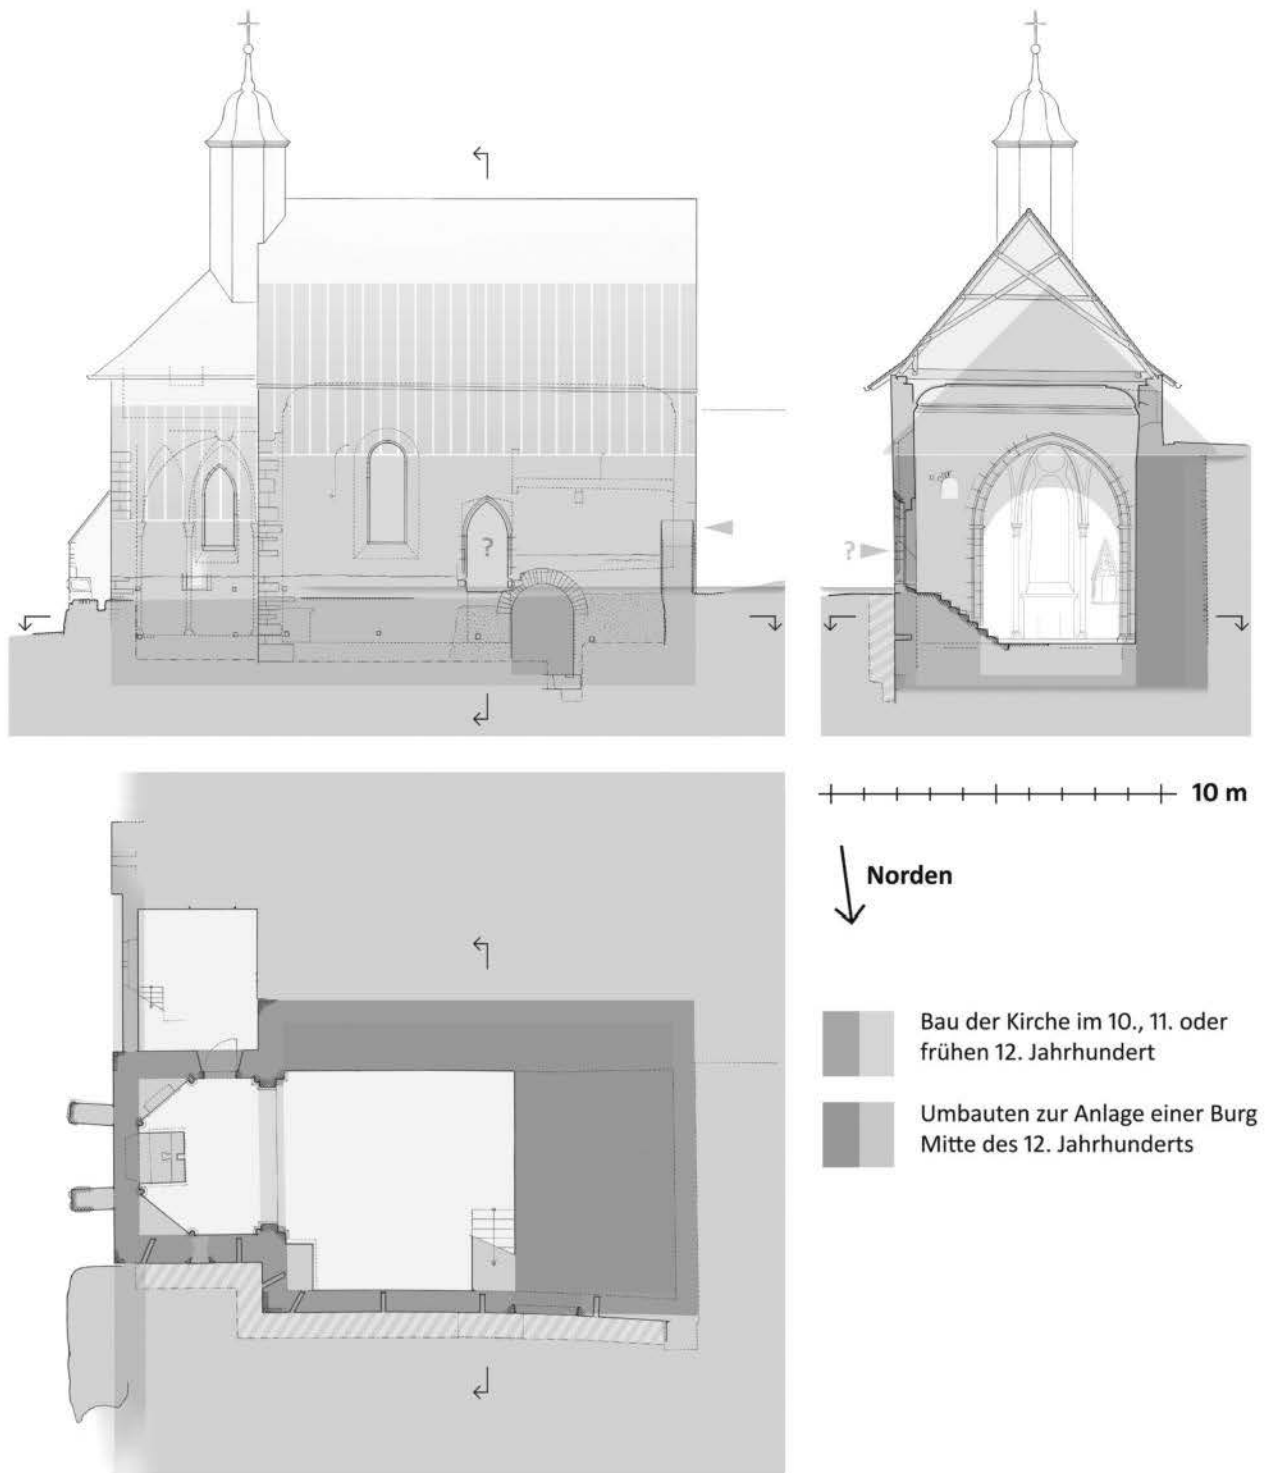 ?
?
10 m
Norden
Bau der Kirche im 10., 11. oder
frühen 12. Jahrhundert
Umbauten zur Anlage einer Burg
Mitte des 12. Jahrhunderts